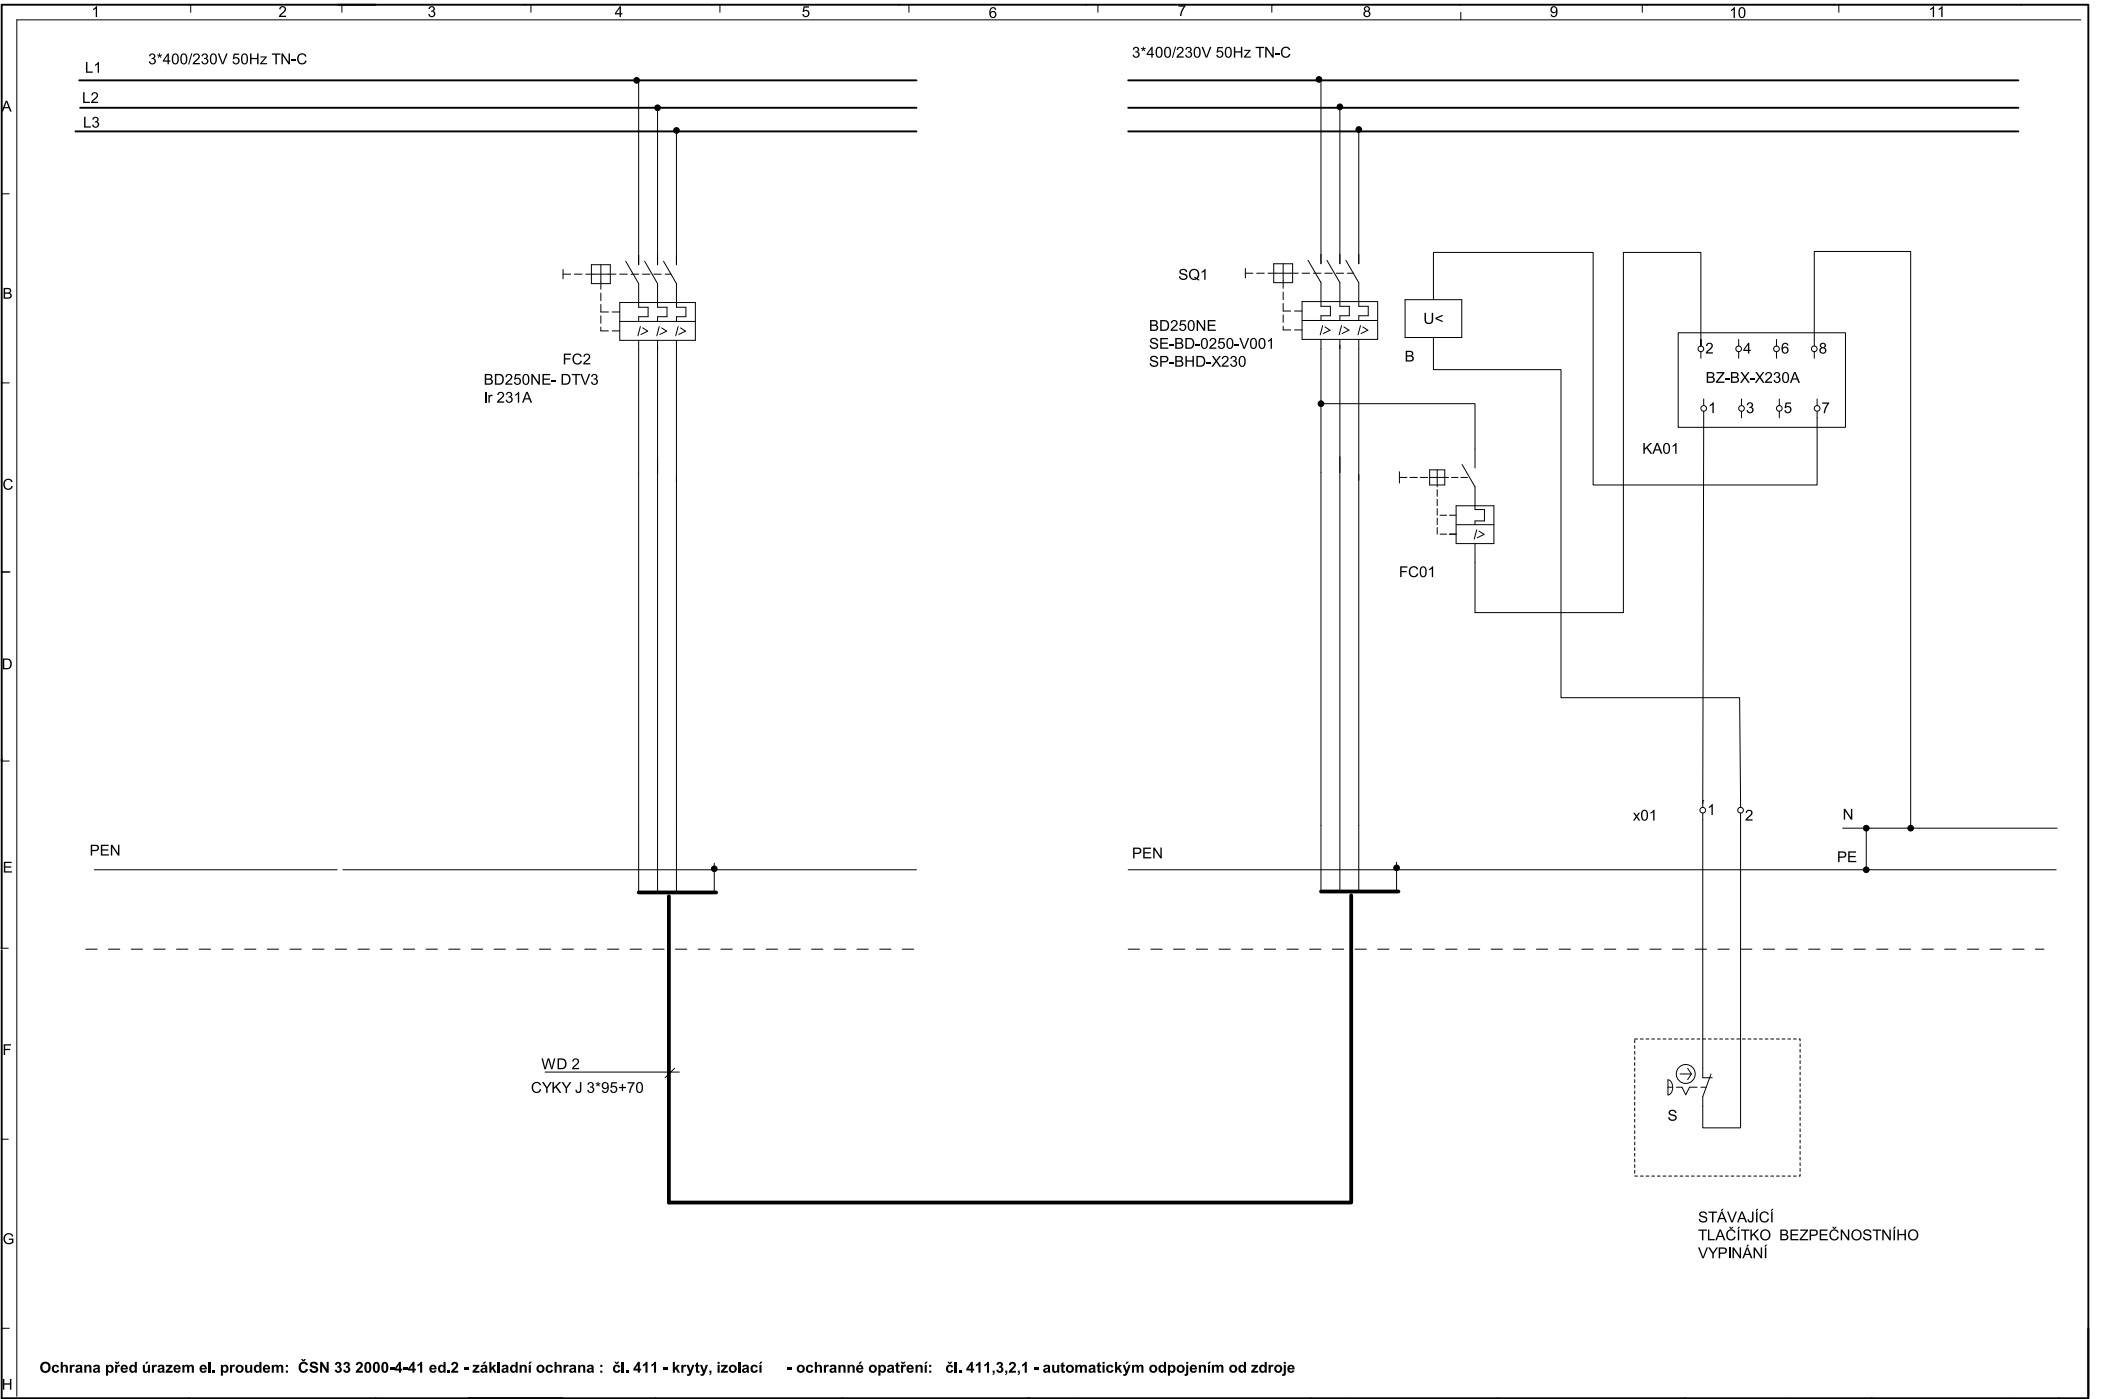 1 2 3 4 5 6 7 8 9 10 11
3*400/230V 50Hz TN-C
3*400/230V 50Hz TN-C
L1
L2
L3
A
B
C
D
E
F
G
H
FC2
BD250NE- DTV3
Ir 231A
I> I> I>
SQ1
BD250NE
SE-BD-0250-V001
SP-BHD-X230
I> I> I>
U<
B
2 4 6 8
BZ-BX-X230A
1 3 5 7
KA01
I>
FC01
x01
1
2
N
PE
PEN
PEN
WD 2
CYKY J 3*95+70
S
STÁVAJÍCÍ
TLAČÍTKO BEZPEČNOSTNÍHO
VYPINÁNÍ
Ochrana před úrazem el. proudem: ČSN 33 2000-4-41 ed.2 - základní ochrana : čl. 411 - kryty, izolací - ochranné opatření: čl. 411,3,2,1 - automatickým odpojením od zdroje